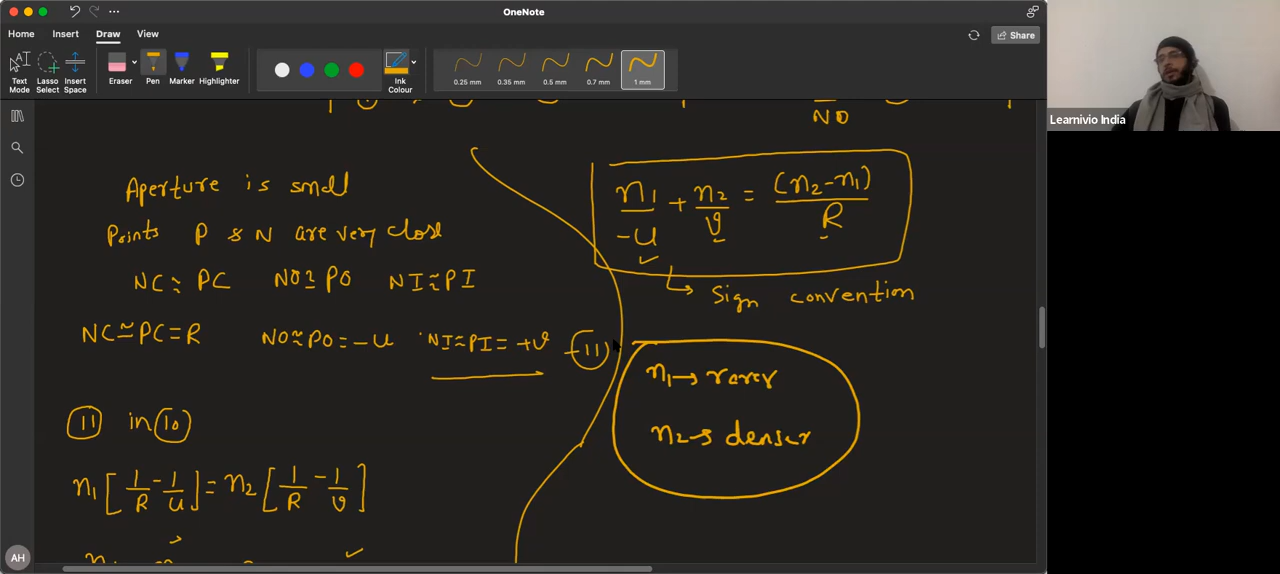 OneNote
Home Insert Draw View
Share
Text Mode
Lasso Select
Insert Space
Eraser
Pen
Marker
Highlighter
Ink Colour
0.25 mm
0.35 mm
0.5 mm
0.7 mm
1 mm
Learnivio India
NO
Aperture is small
Points P & N are very close
NC ≃ PC NO ≃ PO NI ≃ PI
NC ≃ PC = R NO ≃ PO = -u NI ≃ PI = +v -(11)
(11) in (10)
n1 [1/R - 1/u] = n2 [1/R - 1/v]
n1/-u + n2/v = (n2-n1)/R
↳ Sign convention
n1 → rarer
n2 → denser
AH